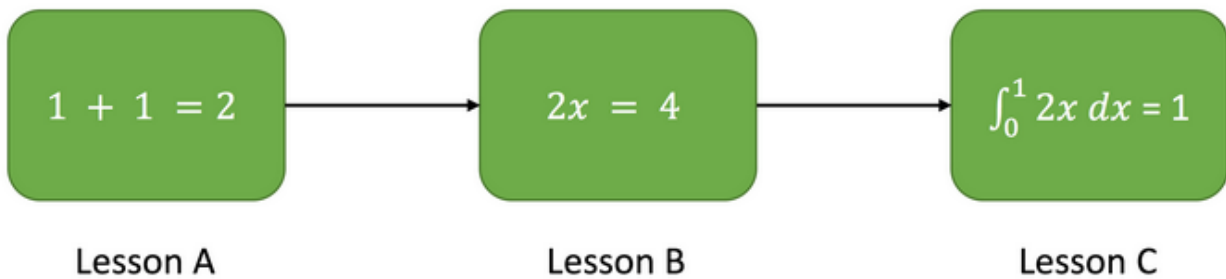 1 + 1 = 2
2x = 4
∫₀¹ 2x dx = 1
Lesson A
Lesson B
Lesson C